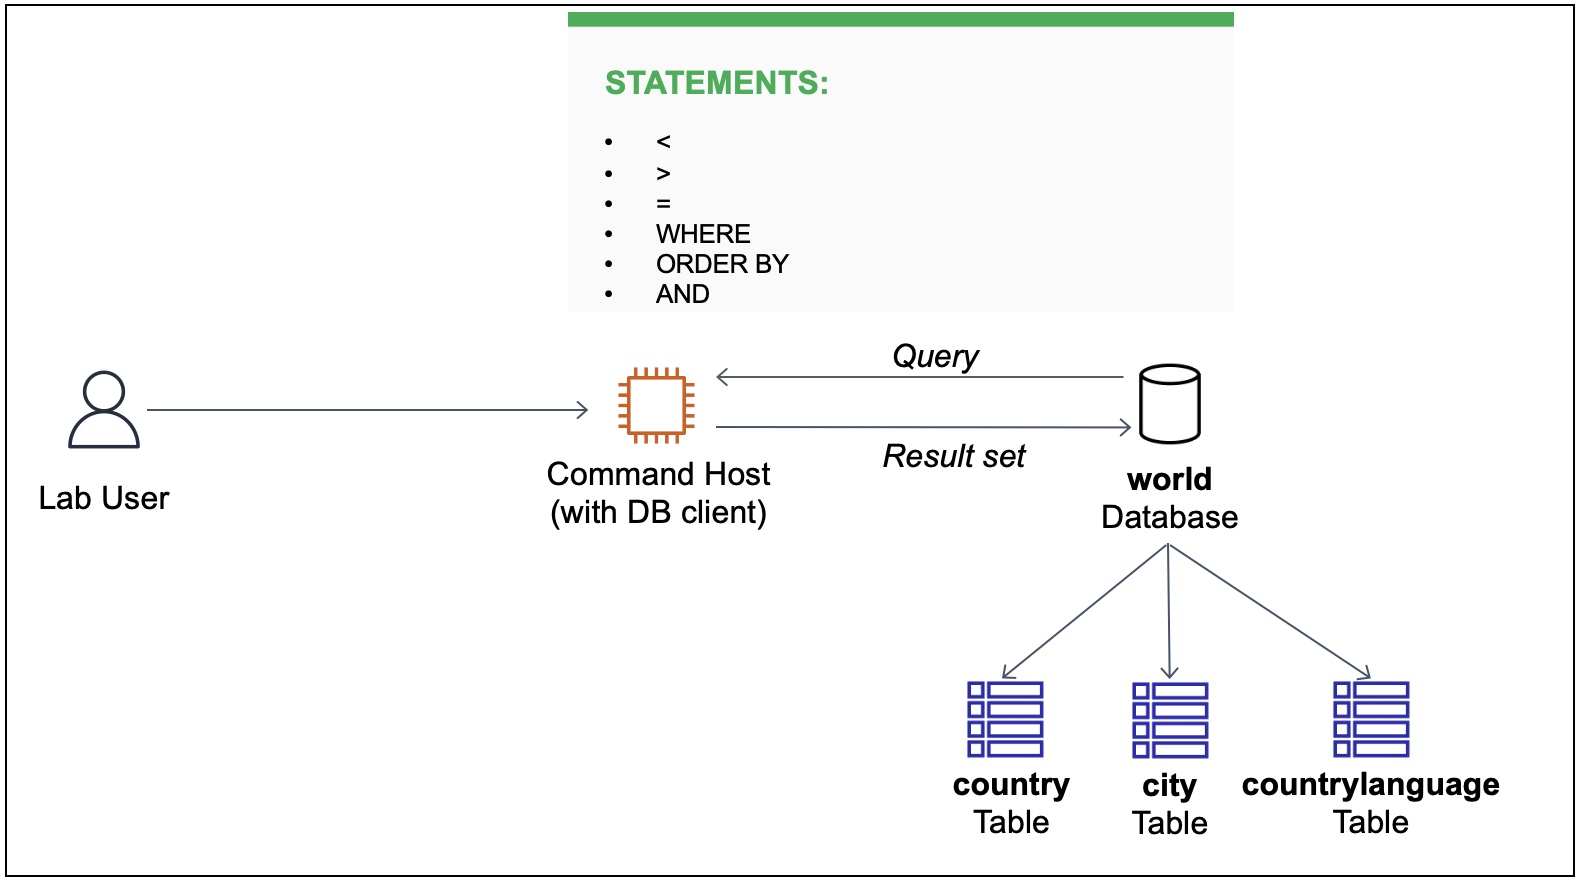 STATEMENTS:
• <
• >
• =
• WHERE
• ORDER BY
• AND
Query
Result set
Lab User
Command Host
(with DB client)
world
Database
country
Table
city
Table
countrylanguage
Table